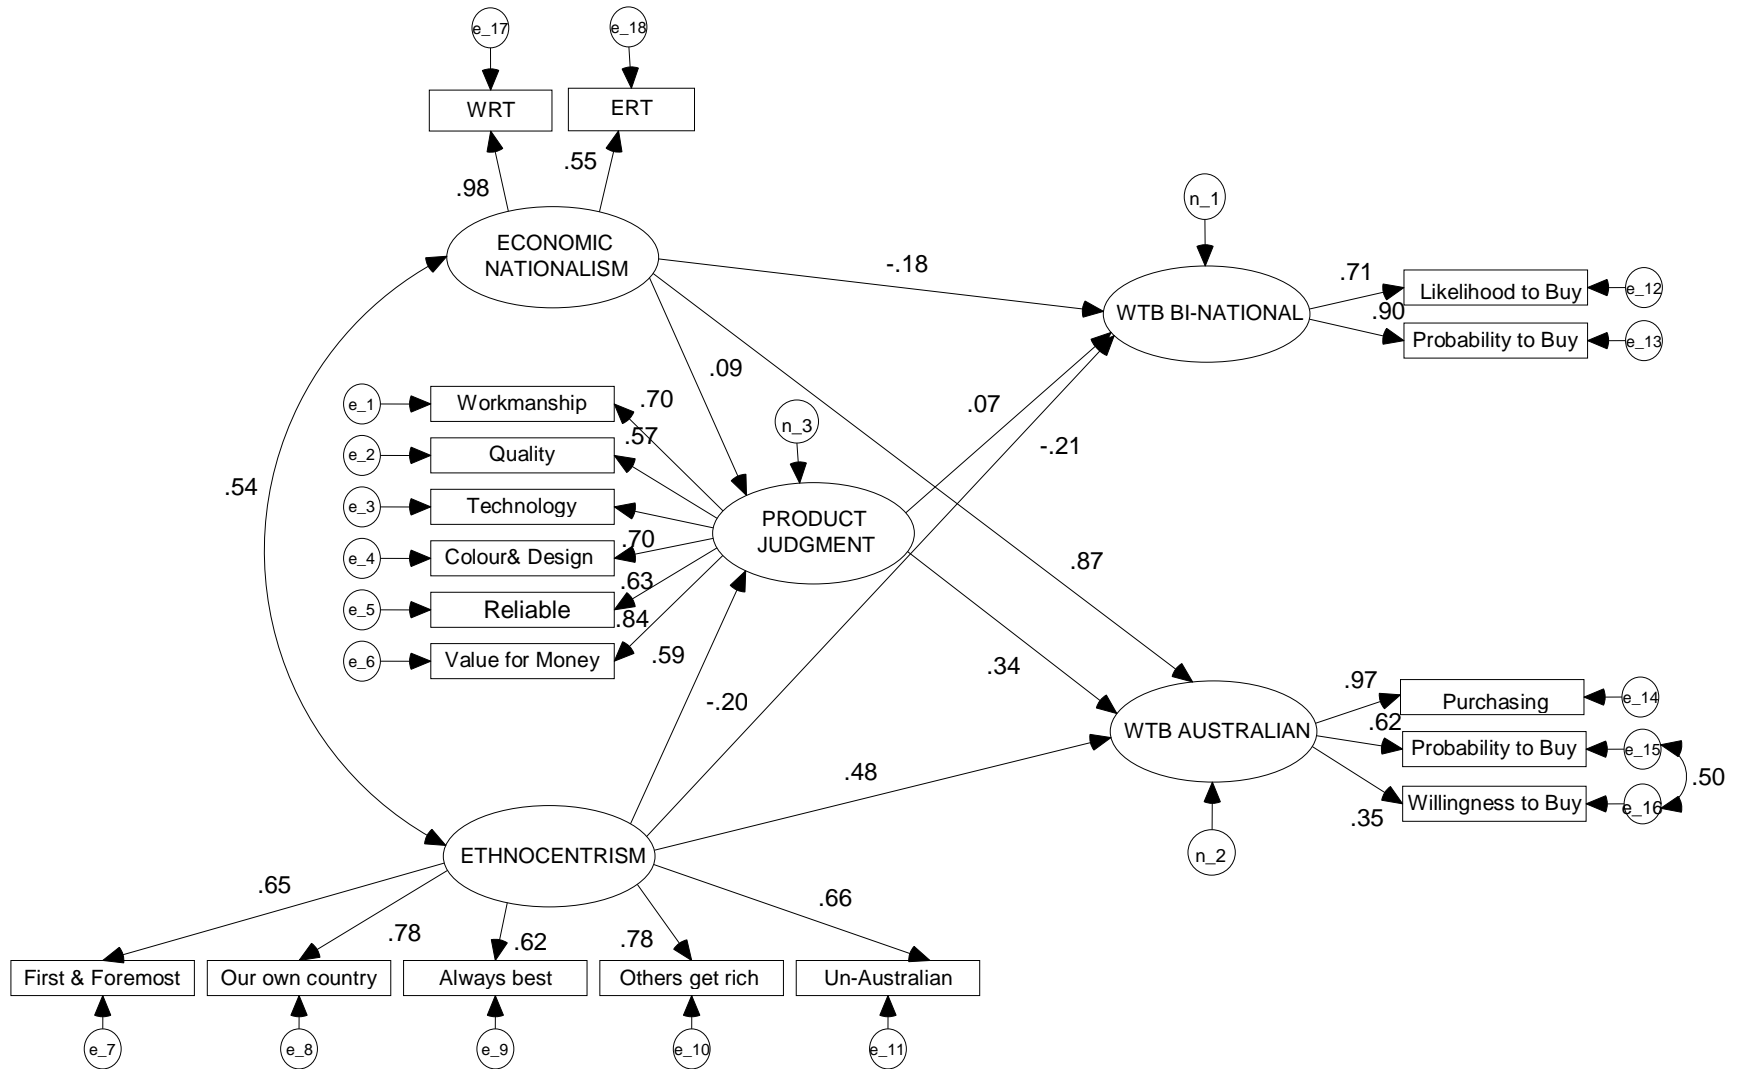 e_17
e_18
WRT
ERT
.98
.55
ECONOMIC
NATIONALISM
-.18
n_1
WTB BI-NATIONAL
.71
.90
Likelihood to Buy
e_12
Probability to Buy
e_13
.09
.07
-.21
.87
e_1
Workmanship
.70
e_2
Quality
.57
e_3
Technology
e_4
Colour& Design
.70
e_5
Reliable
.63
e_6
Value for Money
.84
.59
n_3
PRODUCT
JUDGMENT
.54
.34
-.20
.48
WTB AUSTRALIAN
n_2
.97
Purchasing
e_14
.62
Probability to Buy
e_15
.35
Willingness to Buy
e_16
.50
ETHNOCENTRISM
.65
.78
.62
.78
.66
First & Foremost
Our own country
Always best
Others get rich
Un-Australian
e_7
e_8
e_9
e_10
e_11